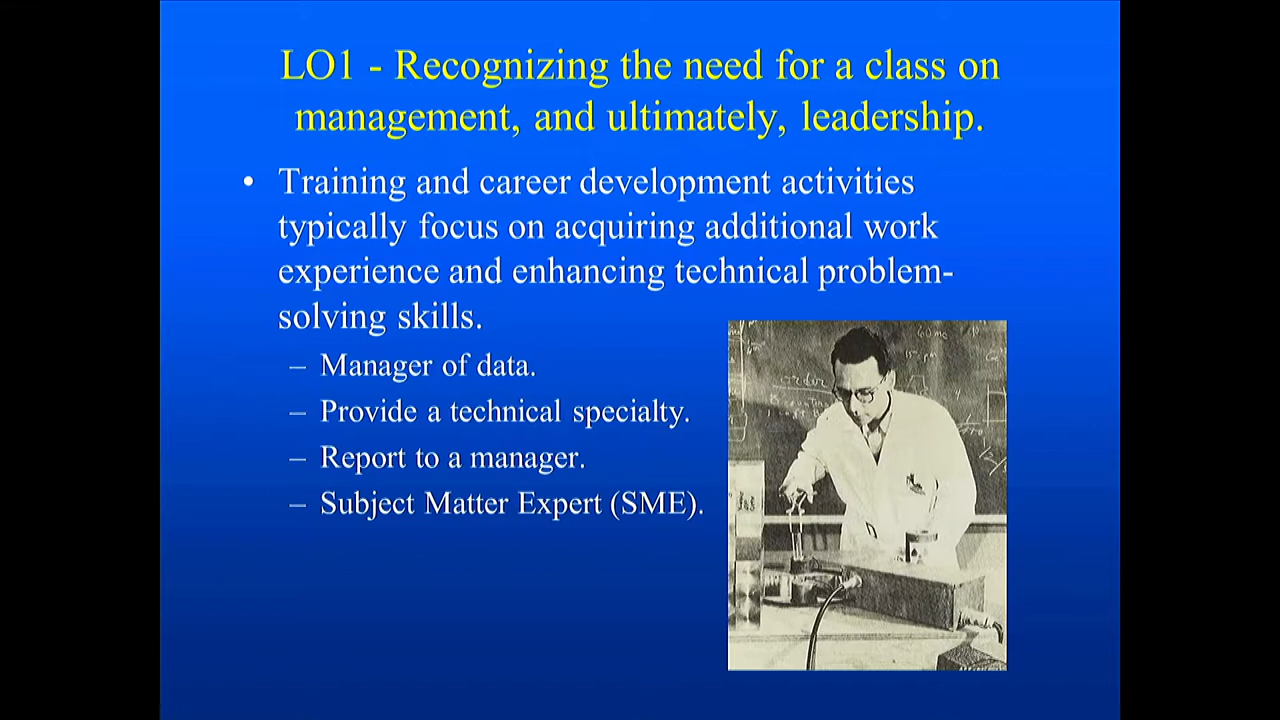 LO1 - Recognizing the need for a class on
management, and ultimately, leadership.
• Training and career development activities
typically focus on acquiring additional work
experience and enhancing technical problem-
solving skills.
– Manager of data.
– Provide a technical specialty.
– Report to a manager.
– Subject Matter Expert (SME).
60 mc